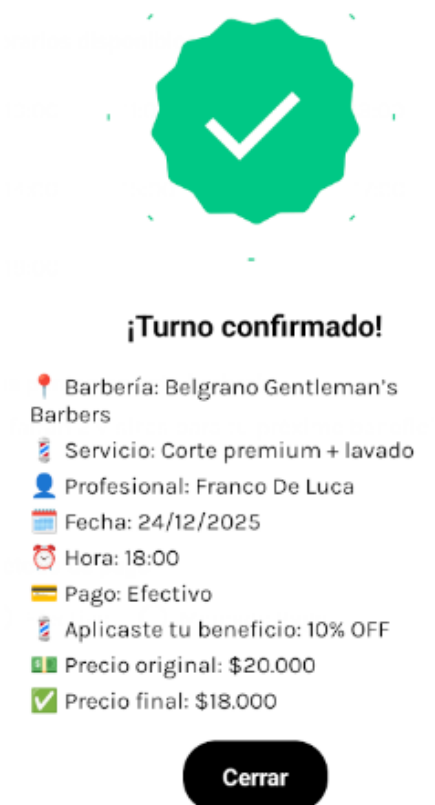 ¡Turno confirmado!
📍 Barbería: Belgrano Gentleman's
Barbers
💈 Servicio: Corte premium + lavado
👤 Profesional: Franco De Luca
🗓️ Fecha: 24/12/2025
⏰ Hora: 18:00
💳 Pago: Efectivo
💈 Aplicaste tu beneficio: 10% OFF
💵 Precio original: $20.000
✅ Precio final: $18.000
Cerrar